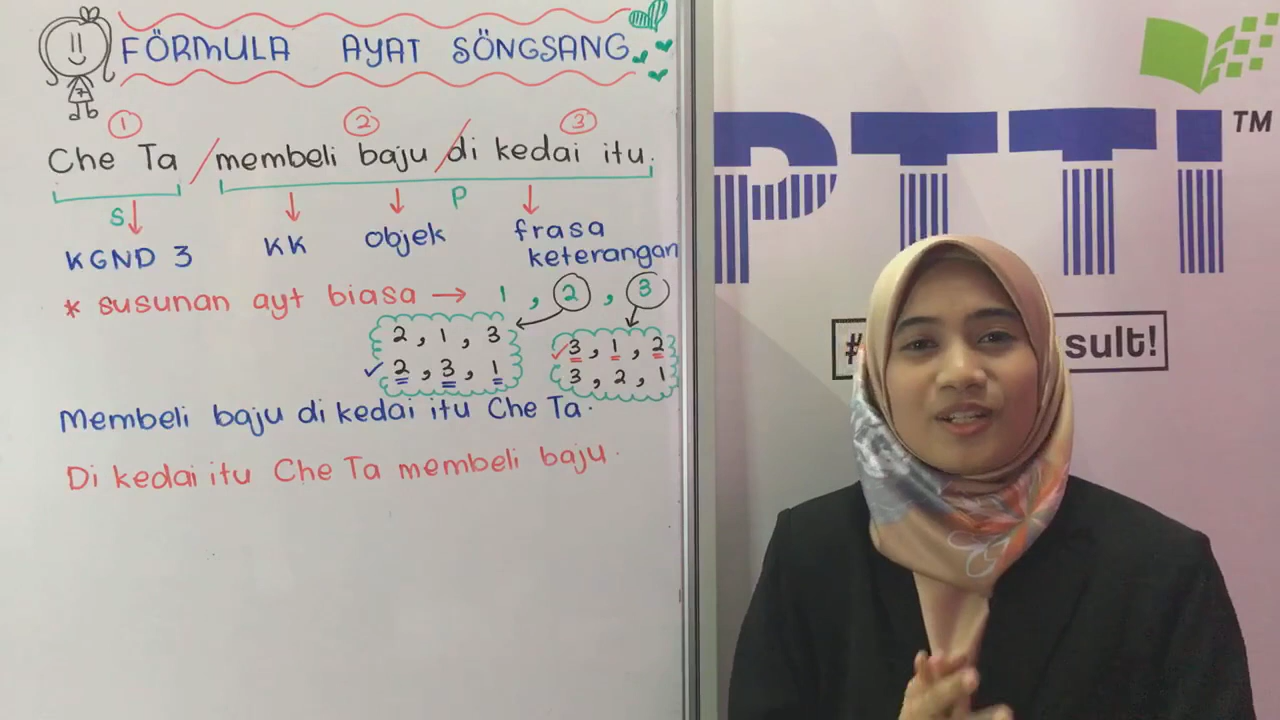 FÖRMULA AYAT SÖNGSANG
1 2 3
Che Ta / membeli baju / di kedai itu.
S P
KGND 3 KK objek frasa
keterangan
* susunan ayt biasa → 1 , 2 , 3
2 , 1 , 3
✓ 2 , 3 , 1
✓ 3 , 1 , 2
3 , 2 , 1
Membeli baju di kedai itu Che Ta.
Di kedai itu Che Ta membeli baju.
PTTI TM
# sult!